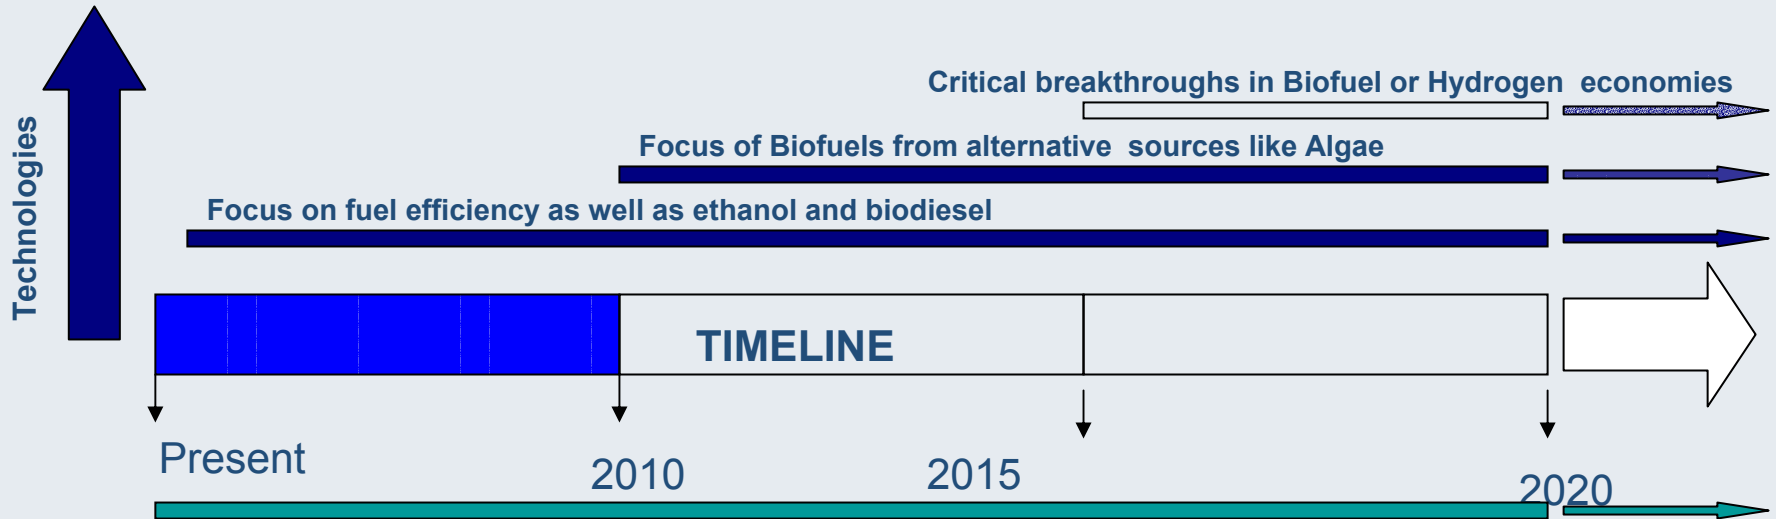 Technologies
Critical breakthroughs in Biofuel or Hydrogen economies
Focus of Biofuels from alternative sources like Algae
Focus on fuel efficiency as well as ethanol and biodiesel
TIMELINE
Present
2010
2015
2020